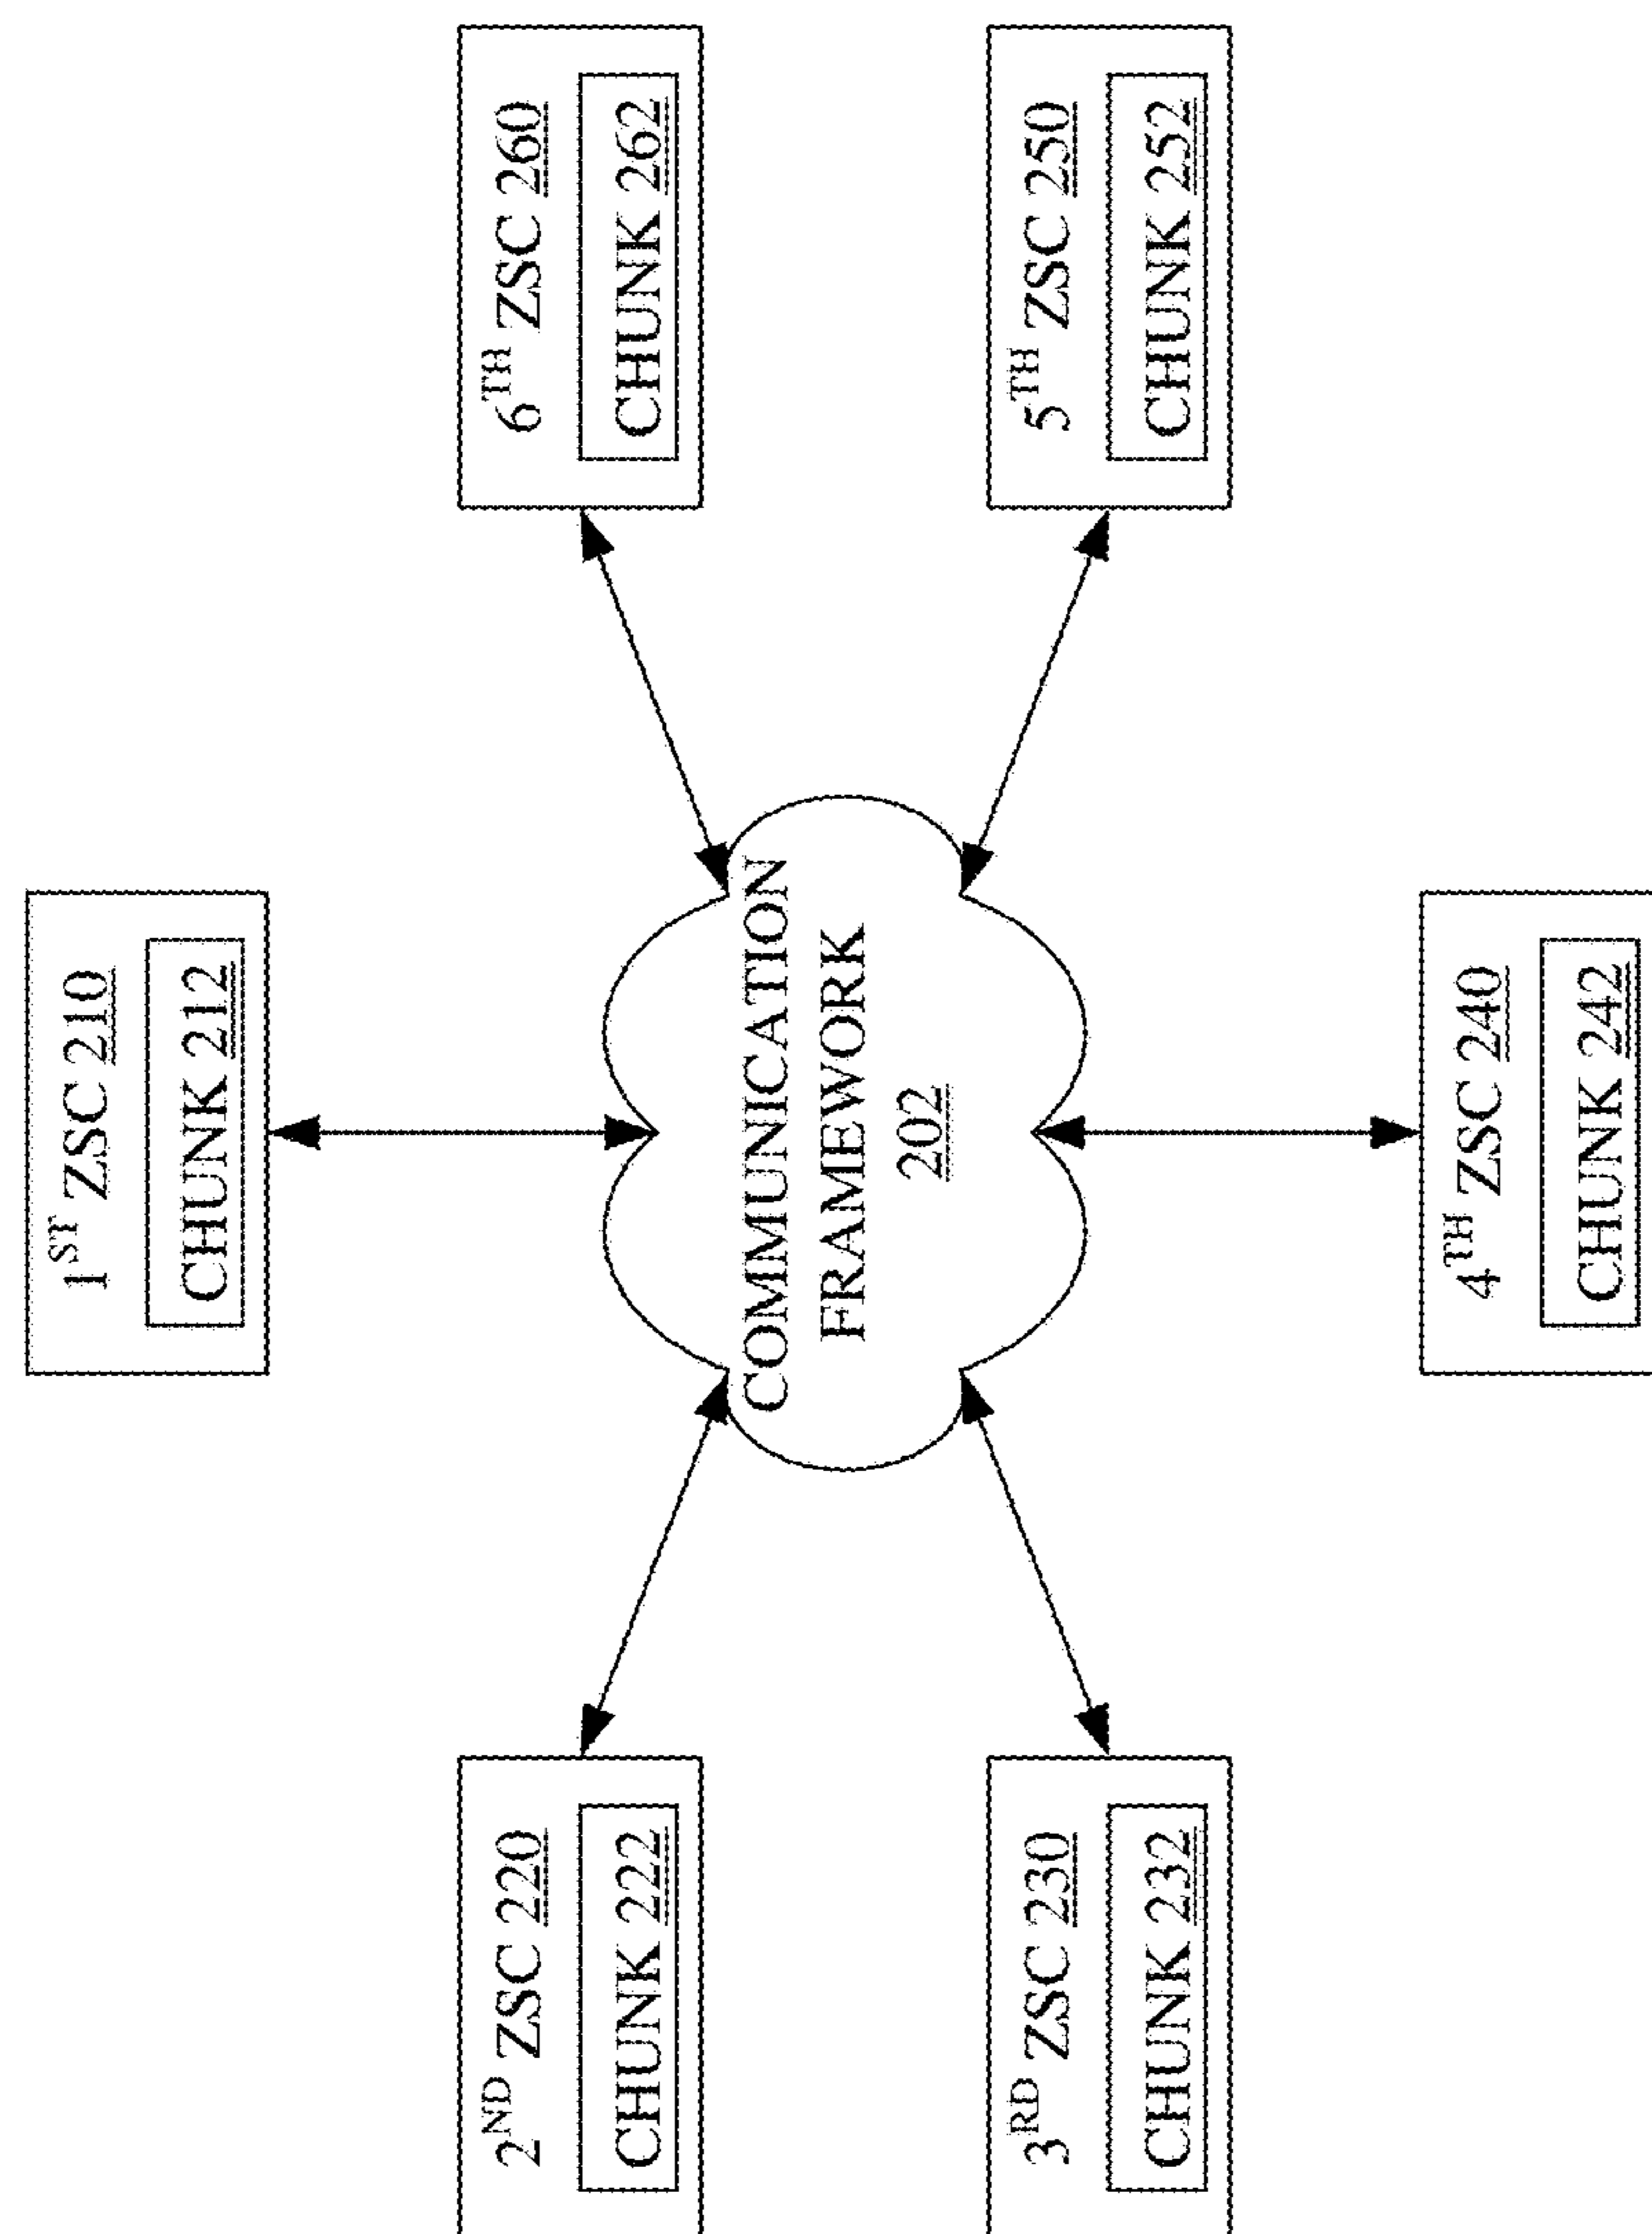 1ST ZSC 210
CHUNK 212
2ND ZSC 220
CHUNK 222
6TH ZSC 260
CHUNK 262
COMMUNICATION
FRAMEWORK
202
3RD ZSC 230
CHUNK 232
5TH ZSC 250
CHUNK 252
4TH ZSC 240
CHUNK 242